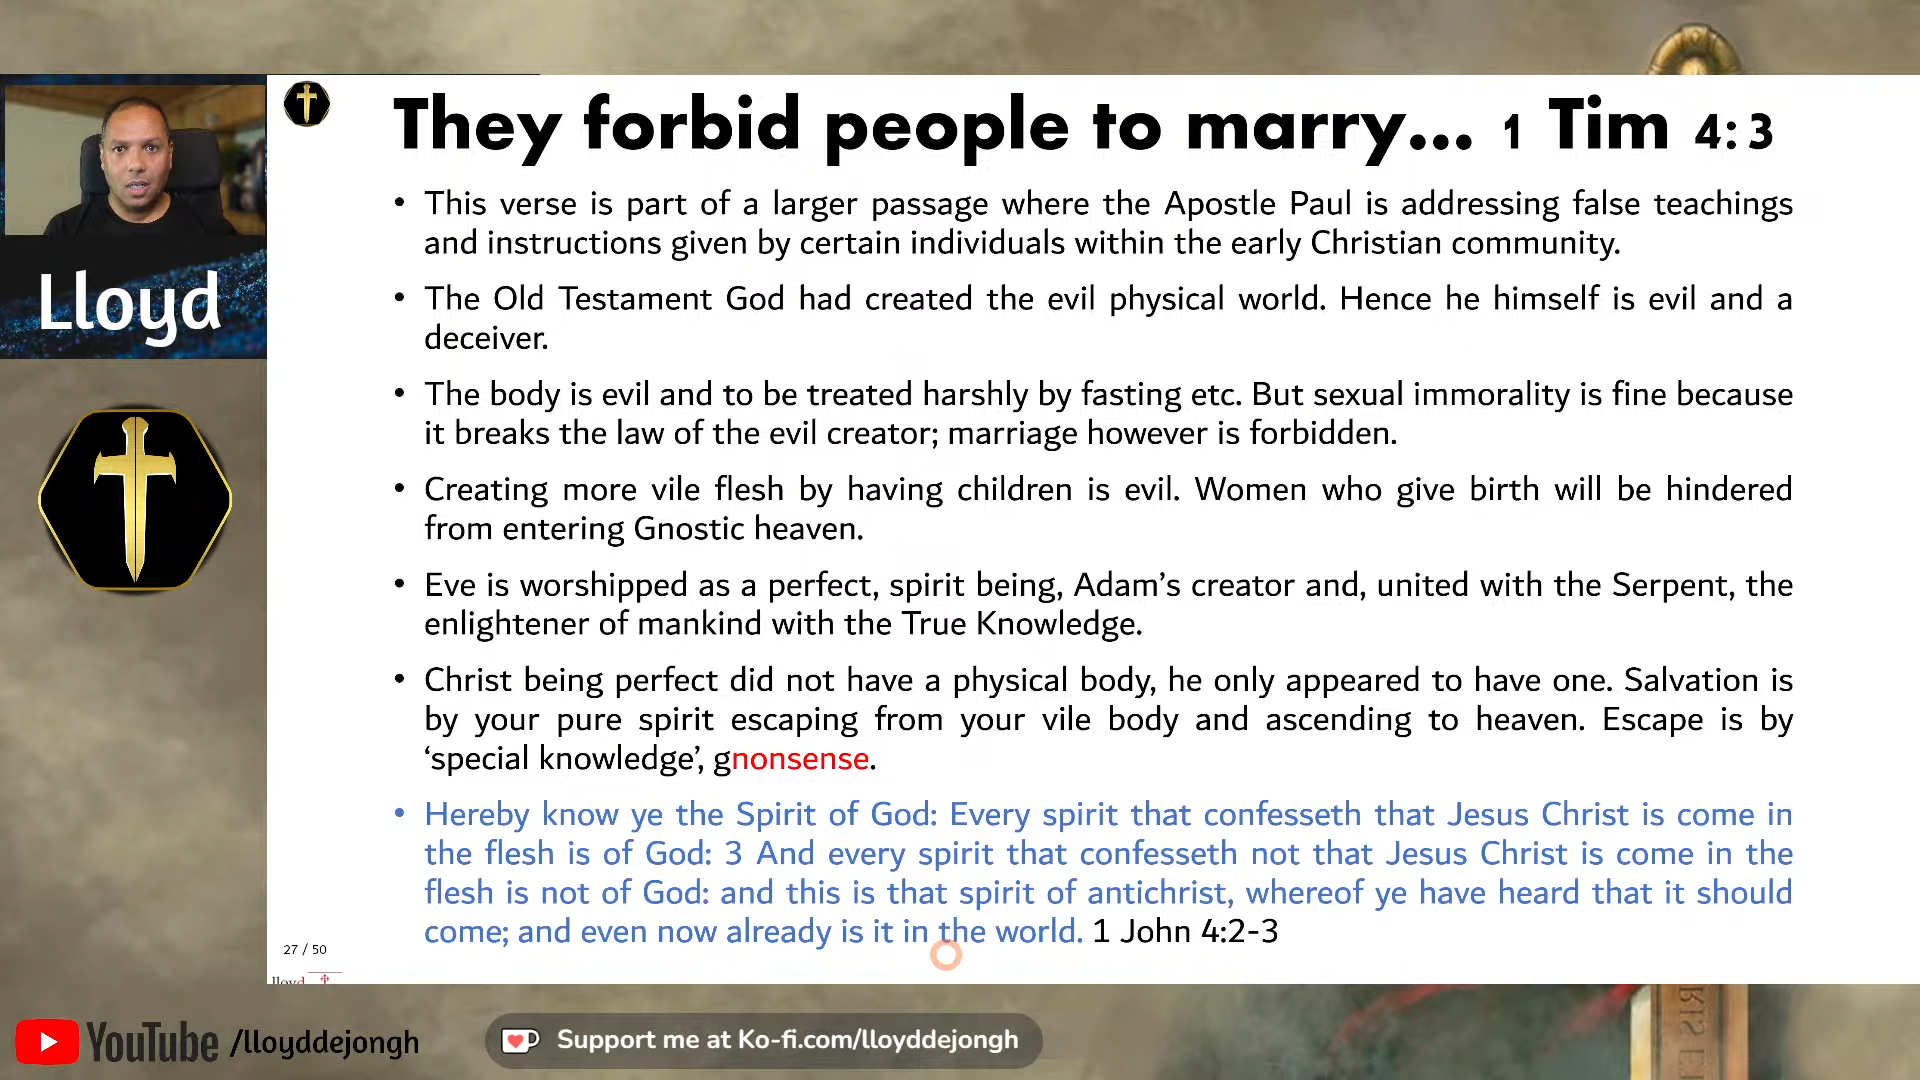 They forbid people to marry... 1 Tim 4:3
• This verse is part of a larger passage where the Apostle Paul is addressing false teachings
and instructions given by certain individuals within the early Christian community.
• The Old Testament God had created the evil physical world. Hence he himself is evil and a
deceiver.
• The body is evil and to be treated harshly by fasting etc. But sexual immorality is fine because
it breaks the law of the evil creator; marriage however is forbidden.
• Creating more vile flesh by having children is evil. Women who give birth will be hindered
from entering Gnostic heaven.
• Eve is worshipped as a perfect, spirit being, Adam’s creator and, united with the Serpent, the
enlightener of mankind with the True Knowledge.
• Christ being perfect did not have a physical body, he only appeared to have one. Salvation is
by your pure spirit escaping from your vile body and ascending to heaven. Escape is by
‘special knowledge’, gnonsense.
• Hereby know ye the Spirit of God: Every spirit that confesseth that Jesus Christ is come in
the flesh is of God: 3 And every spirit that confesseth not that Jesus Christ is come in the
flesh is not of God: and this is that spirit of antichrist, whereof ye have heard that it should
come; and even now already is it in the world. 1 John 4:2-3
Lloyd
27 / 50
lloyd
YouTube /lloyddejongh
Support me at Ko-fi.com/lloyddejongh